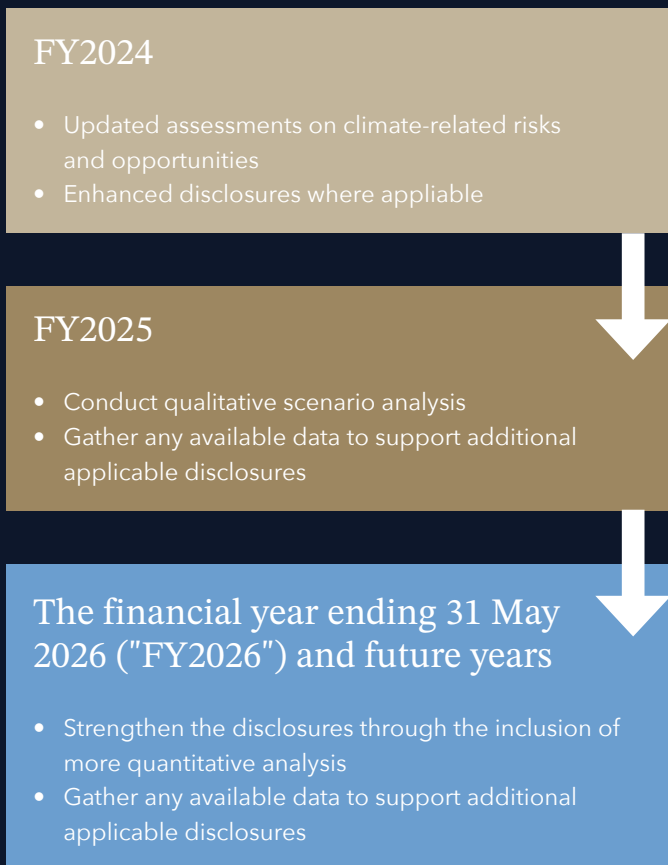 FY2024
• Updated assessments on climate-related risks
and opportunities
• Enhanced disclosures where appliable
FY2025
• Conduct qualitative scenario analysis
• Gather any available data to support additional
applicable disclosures
The financial year ending 31 May
2026 ("FY2026") and future years
• Strengthen the disclosures through the inclusion of
more quantitative analysis
• Gather any available data to support additional
applicable disclosures